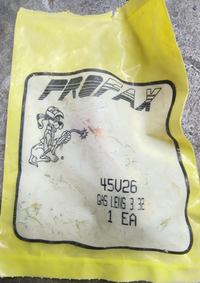 PROFAX
45V26
GAS LENS 3 32
1 EA
®